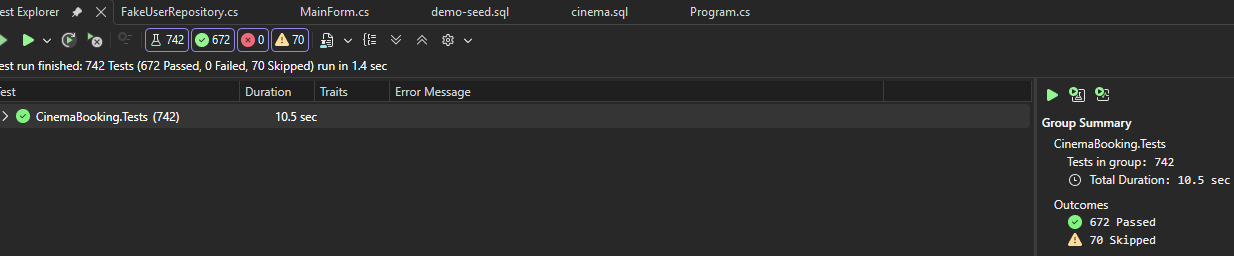 est Explorer FakeUserRepository.cs MainForm.cs demo-seed.sql cinema.sql Program.cs
742 672 0 70
est run finished: 742 Tests (672 Passed, 0 Failed, 70 Skipped) run in 1.4 sec
est Duration Traits Error Message
CinemaBooking.Tests (742) 10.5 sec
Group Summary
CinemaBooking.Tests
Tests in group: 742
Total Duration: 10.5 sec
Outcomes
672 Passed
70 Skipped